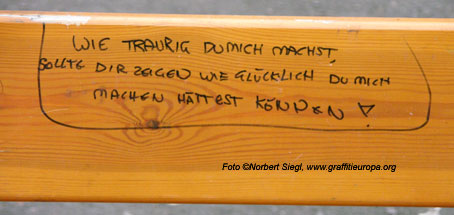 WIE TRAURIG DU MICH MACHST,
SOLLTE DIR ZEIGEN WIE GLÜCKLICH DU MICH
MACHEN HÄTTEST KÖNNEN!
Foto ©Norbert Siegl, www.graffitieuropa.org